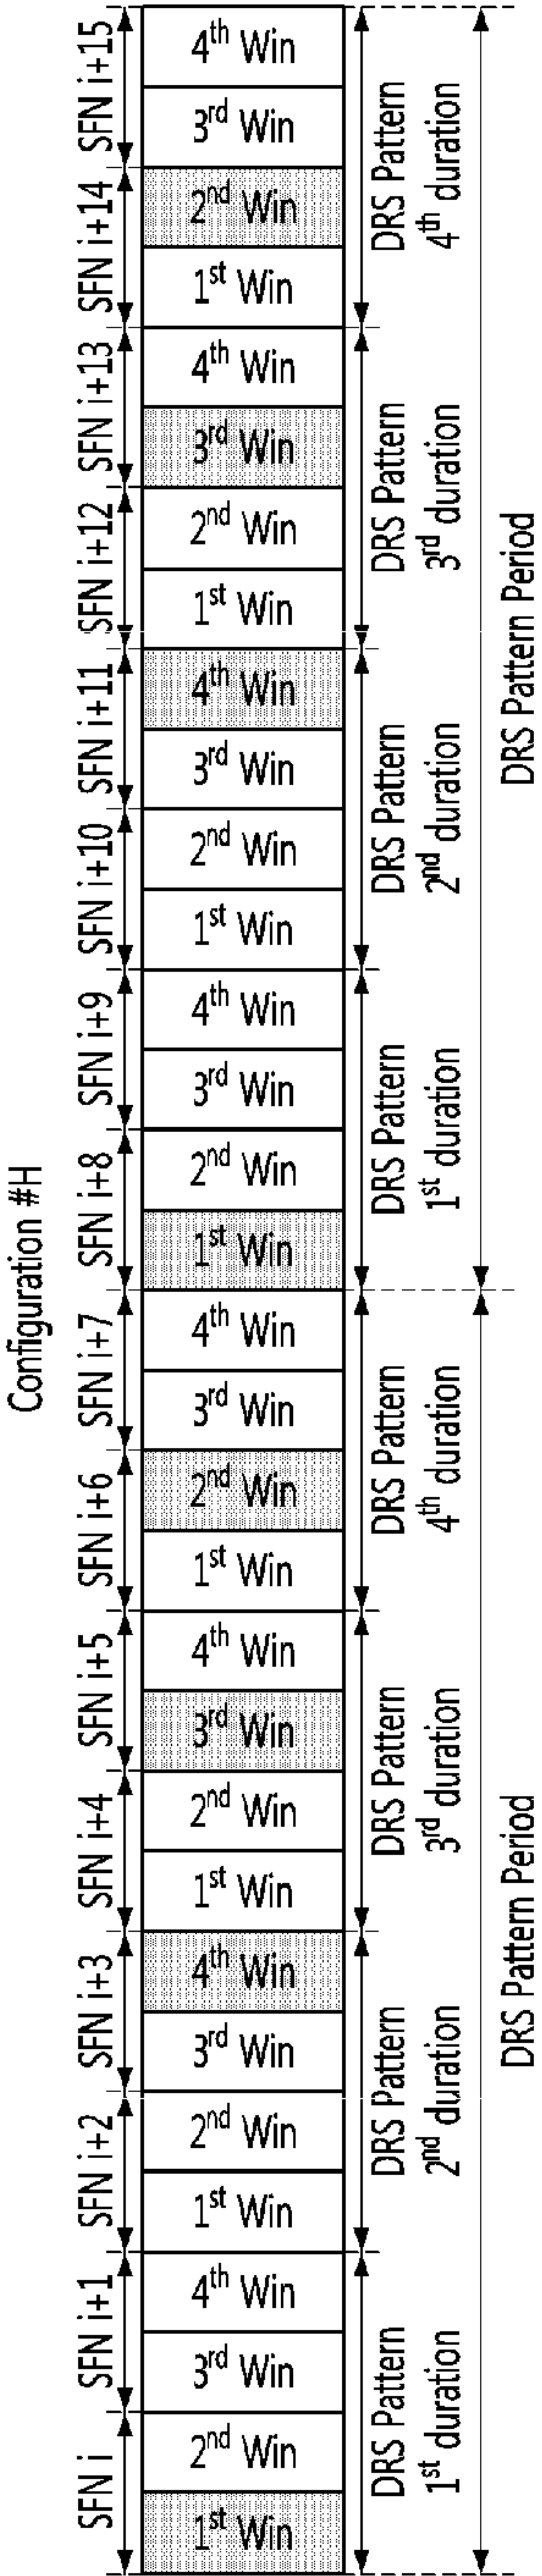 Configuration #H
SFN i
SFN i+1
SFN i+2
SFN i+3
SFN i+4
SFN i+5
SFN i+6
SFN i+7
SFN i+8
SFN i+9
SFN i+10
SFN i+11
SFN i+12
SFN i+13
SFN i+14
SFN i+15
1st Win
2nd Win
3rd Win
4th Win
1st Win
2nd Win
3rd Win
4th Win
1st Win
2nd Win
3rd Win
4th Win
1st Win
2nd Win
3rd Win
4th Win
1st Win
2nd Win
3rd Win
4th Win
1st Win
2nd Win
3rd Win
4th Win
1st Win
2nd Win
3rd Win
4th Win
1st Win
2nd Win
3rd Win
4th Win
DRS Pattern
1st duration
DRS Pattern
2nd duration
DRS Pattern
3rd duration
DRS Pattern
4th duration
DRS Pattern
1st duration
DRS Pattern
2nd duration
DRS Pattern
3rd duration
DRS Pattern
4th duration
DRS Pattern Period
DRS Pattern Period